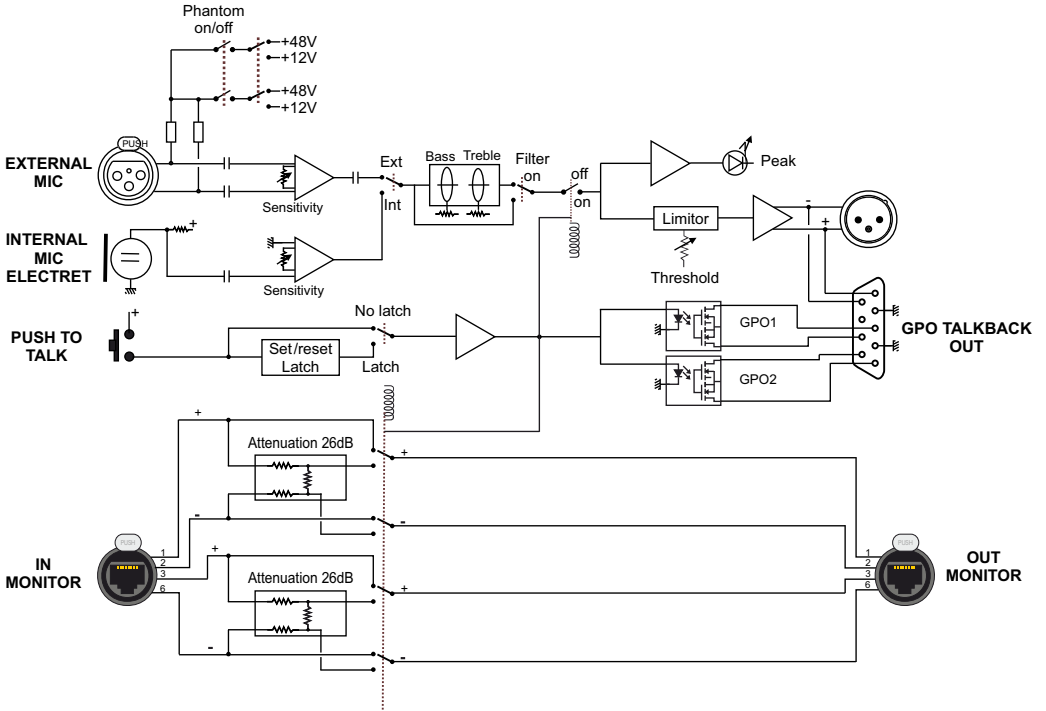 Phantom
on/off
+48V
+12V
+48V
+12V
PUSH
EXTERNAL
MIC
Sensitivity
Ext
Int
Bass Treble
Filter
on
off
on
Peak
Limitor
Threshold
-
+
INTERNAL
MIC
ELECTRET
+
Sensitivity
PUSH TO
TALK
+
No latch
Set/reset
Latch
Latch
GPO1
GPO2
GPO TALKBACK
OUT
+
Attenuation 26dB
+
-
-
+
Attenuation 26dB
+
-
-
PUSH
1
2
3
6
IN
MONITOR
PUSH
1
2
3
6
OUT
MONITOR